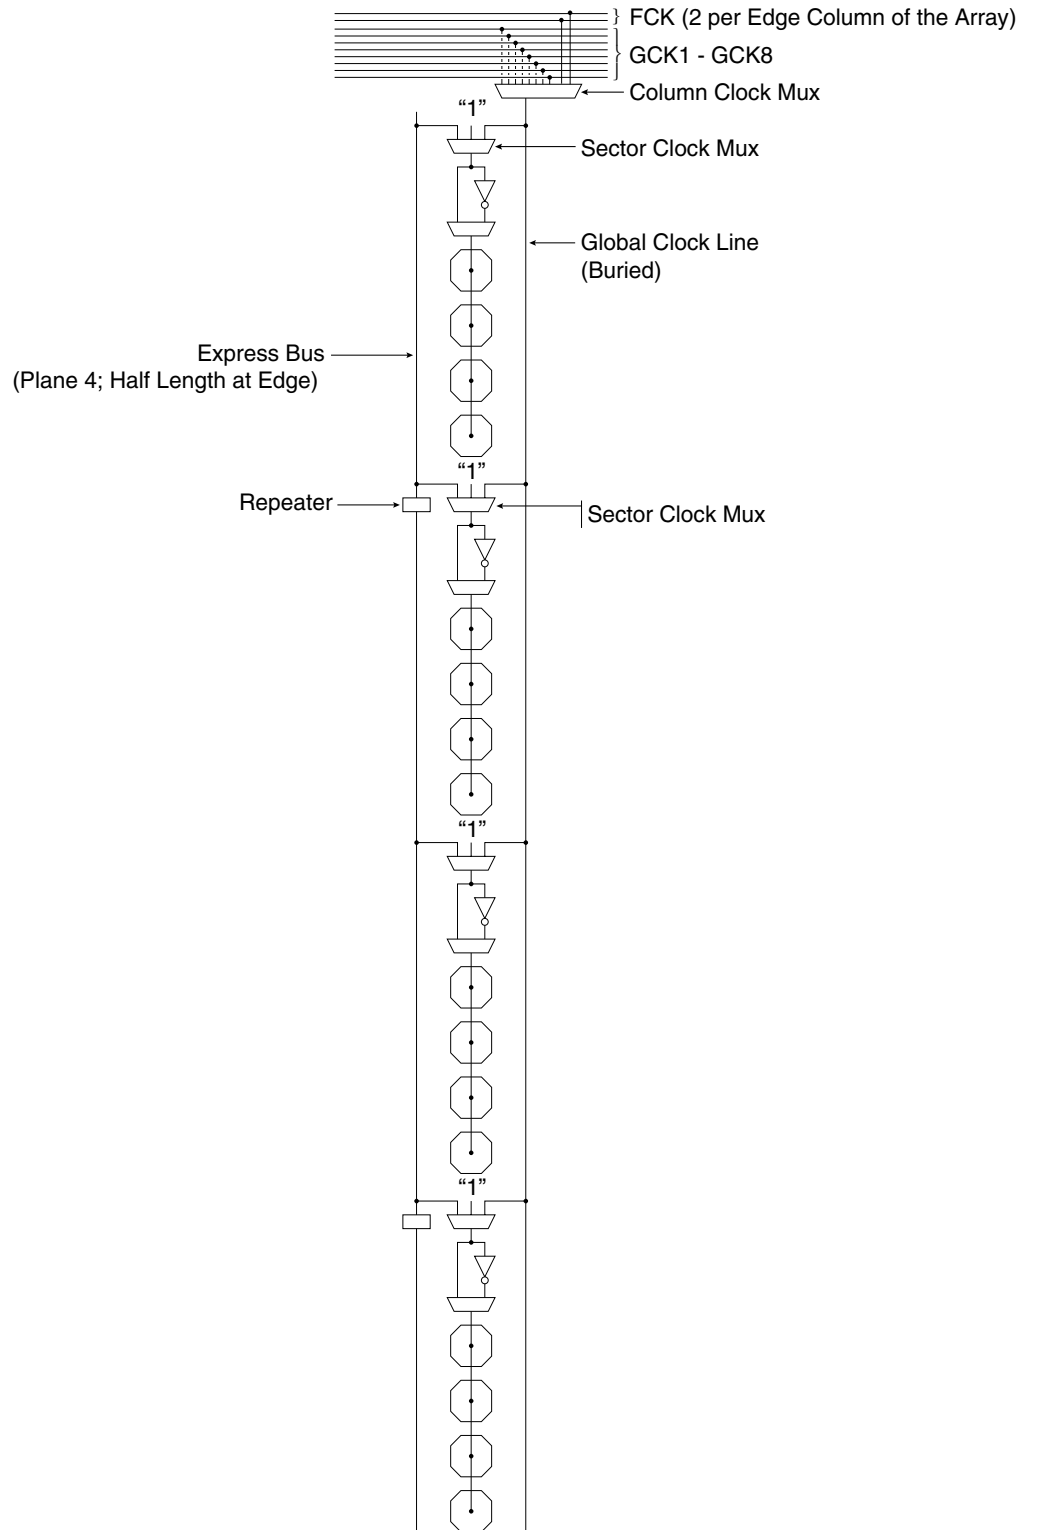 FCK (2 per Edge Column of the Array)
GCK1 - GCK8
Column Clock Mux
“1”
Sector Clock Mux
Global Clock Line
(Buried)
Express Bus
(Plane 4; Half Length at Edge)
“1”
Repeater
Sector Clock Mux
“1”
“1”